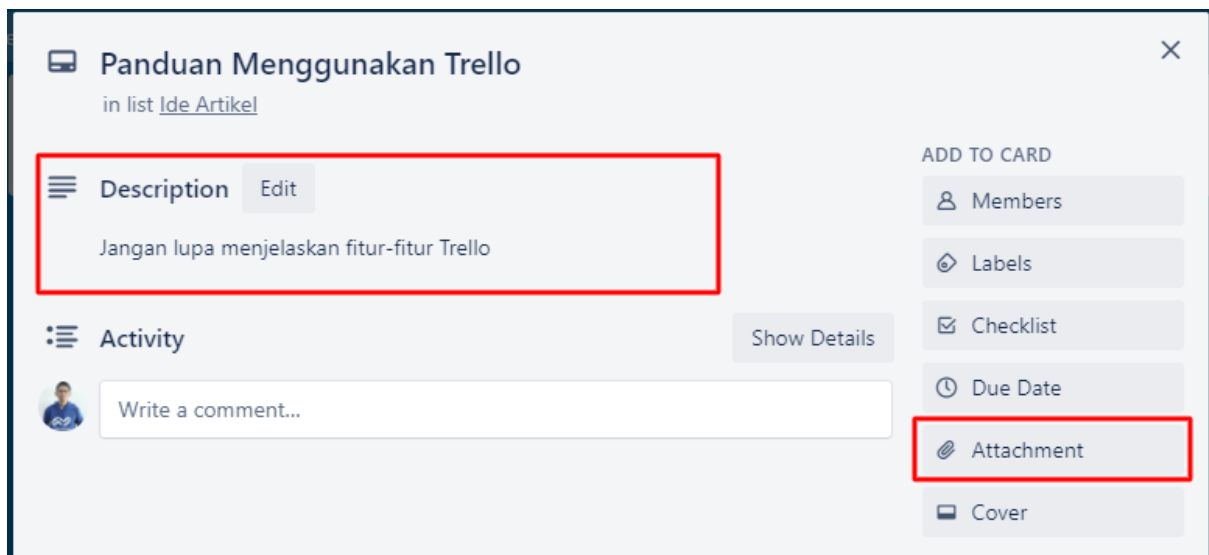 Panduan Menggunakan Trello
in list Ide Artikel
Description Edit
Jangan lupa menjelaskan fitur-fitur Trello
Activity Show Details
Write a comment...
ADD TO CARD
Members
Labels
Checklist
Due Date
Attachment
Cover